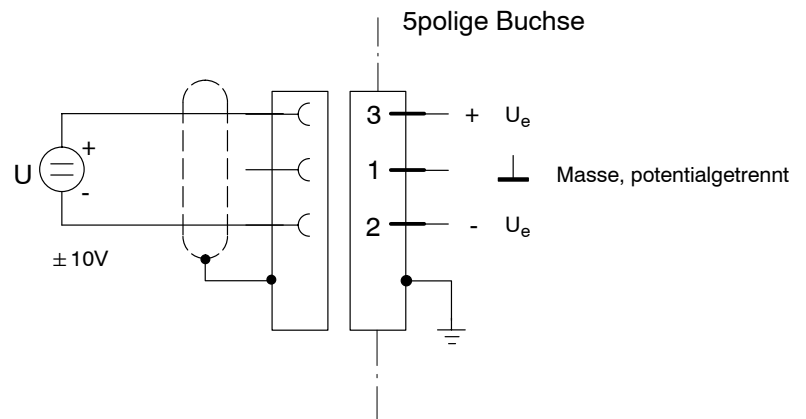 5polige Buchse
3 + Ue
U + - 1 Masse, potentialgetrennt
2 - Ue
±10V